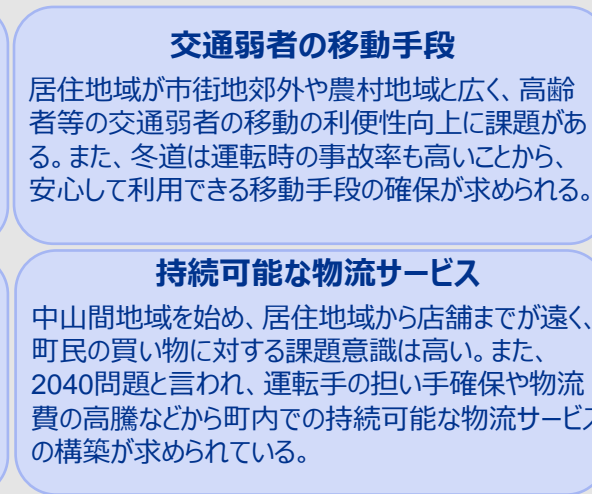 交通弱者の移動手段
居住地域が市街地郊外や農村地域と広く、高齢
者等の交通弱者の移動の利便性向上に課題があ
る。また、冬道は運転時の事故率も高いことから、
安心して利用できる移動手段の確保が求められる。
持続可能な物流サービス
中山間地域を始め、居住地域から店舗までが遠く、
町民の買い物に対する課題意識は高い。また、
2040問題と言われ、運転手の担い手確保や物流
費の高騰などから町内での持続可能な物流サービス
の構築が求められている。